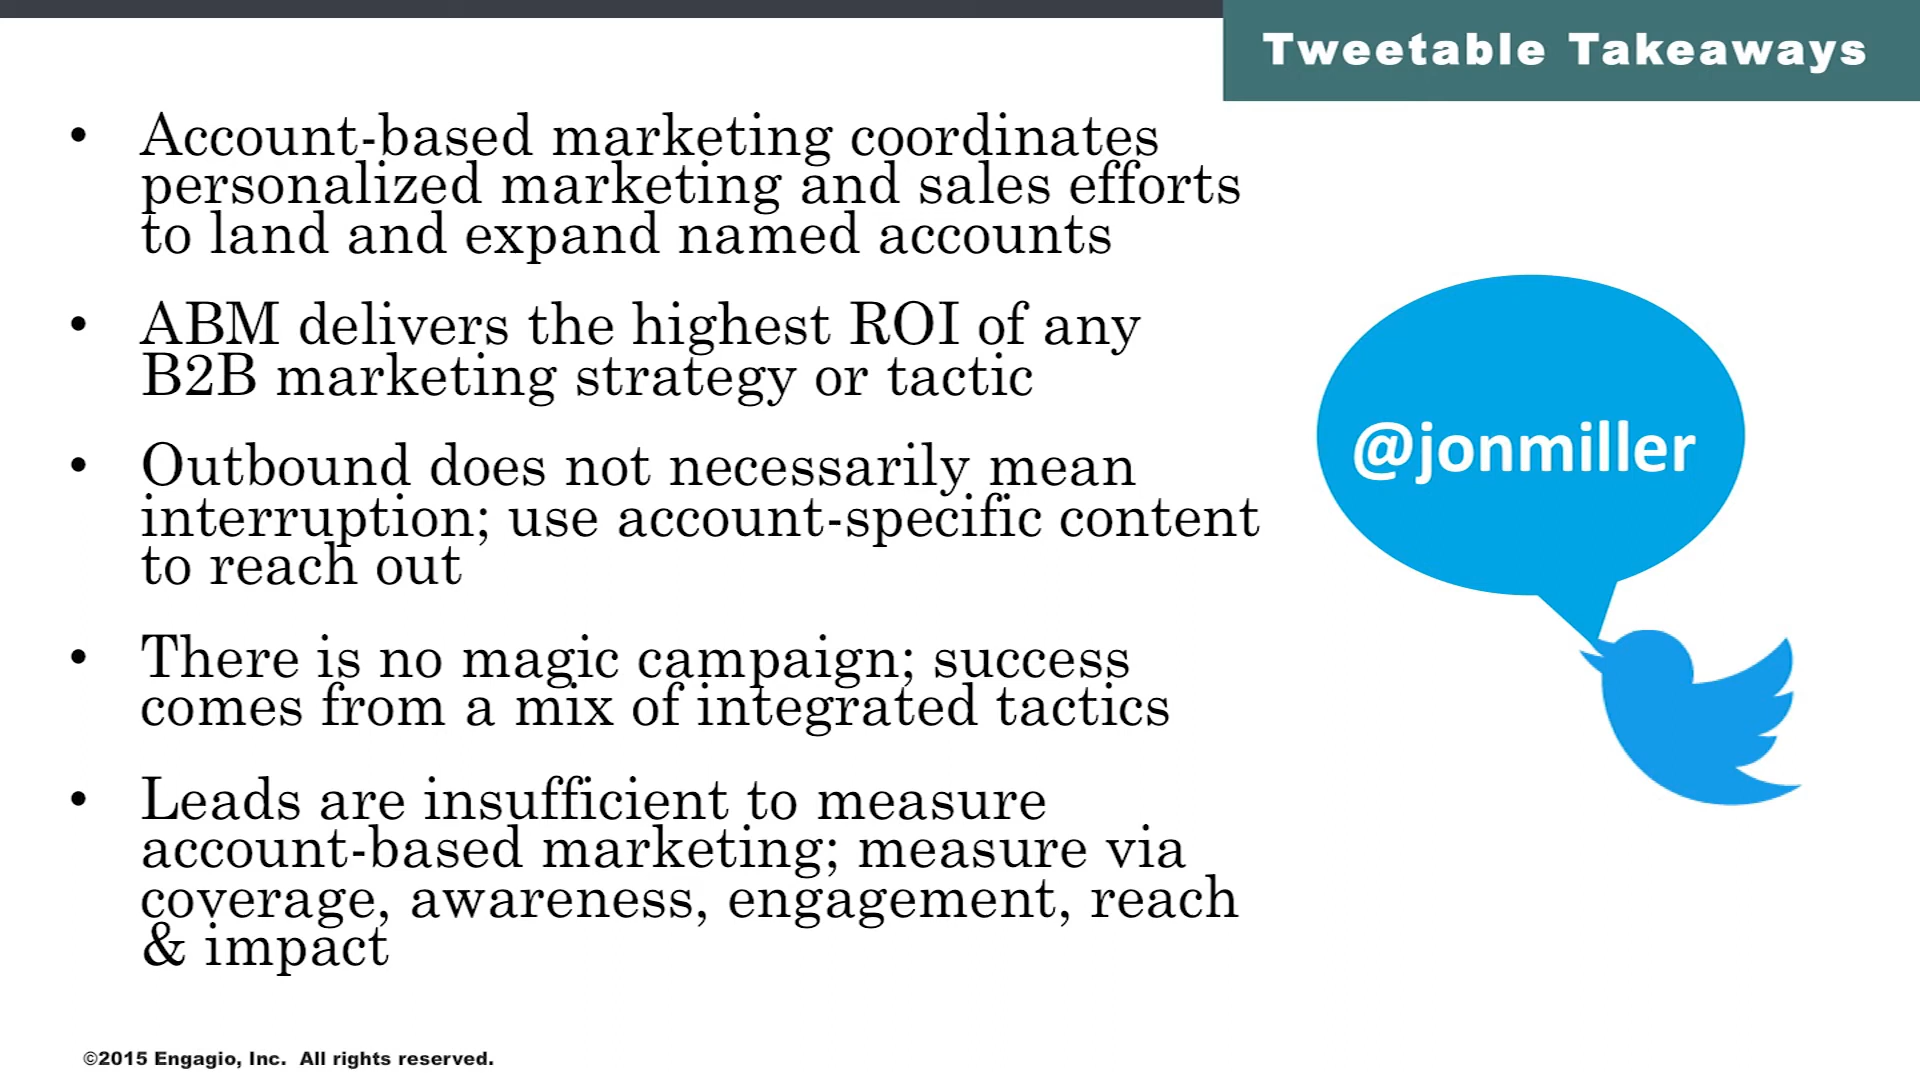 Tweetable Takeaways
• Account-based marketing coordinates
personalized marketing and sales efforts
to land and expand named accounts
• ABM delivers the highest ROI of any
B2B marketing strategy or tactic
• Outbound does not necessarily mean
interruption; use account-specific content
to reach out
• There is no magic campaign; success
comes from a mix of integrated tactics
• Leads are insufficient to measure
account-based marketing; measure via
coverage, awareness, engagement, reach
& impact
@jonmiller
©2015 Engagio, Inc. All rights reserved.